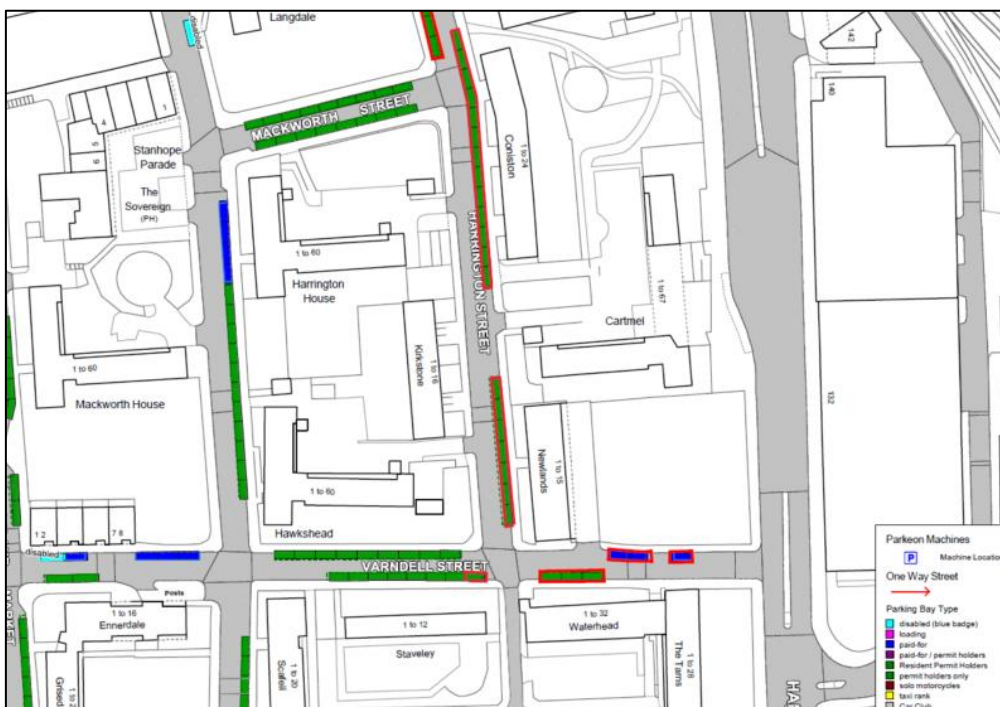 disabled
Langdale
142
140
1
4
5
6
MACKWORTH STREET
Stanhope
Parade
The
Sovereign
(PH)
Coniston
1 to 24
1 to 60
Harrington
House
HARRINGTON STREET
1 to 67
Cartmel
Kirkstone
1 to 16
1 to 60
Mackworth House
132
Newlands
1 to 15
1 to 60
Hawkshead
1 2
7 8
disabled
VARNDELL STREET
Posts
1 to 16
Ennerdale
Scafell
1 to 20
1 to 12
Staveley
1 to 32
Waterhead
The Tarns
1 to 28
Parkeon Machines
P
Machine Location
One Way Street
Parking Bay Type
disabled (blue badge)
loading
paid-for
paid-for / permit holders
Resident Permit Holders
permit holders only
solo motorcycles
taxi rank
Car Club